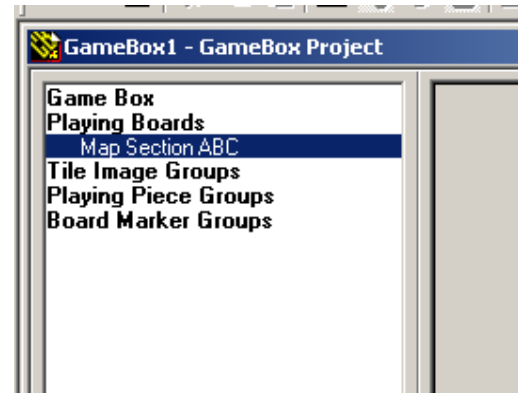 GameBox1 - GameBox Project
Game Box
Playing Boards
Map Section ABC
Tile Image Groups
Playing Piece Groups
Board Marker Groups